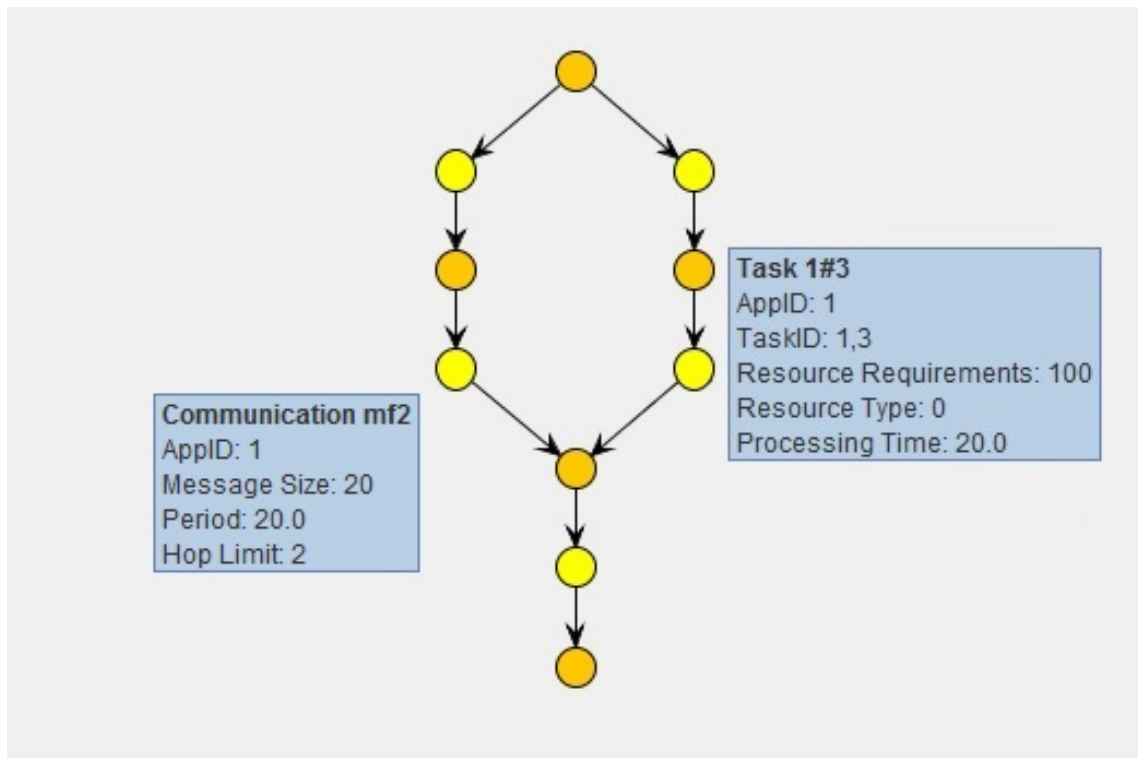 Task 1#3
AppID: 1
TaskID: 1,3
Resource Requirements: 100
Resource Type: 0
Processing Time: 20.0
Communication mf2
AppID: 1
Message Size: 20
Period: 20.0
Hop Limit: 2